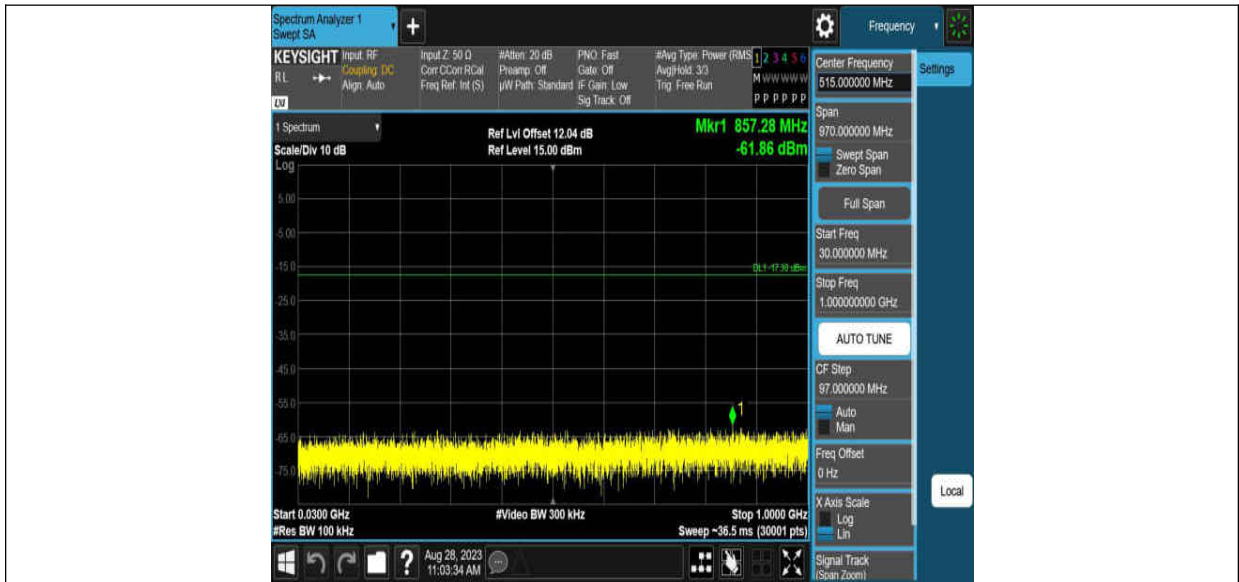 Spectrum Analyzer 1
Swept SA
Frequency
KEYSIGHT
RL
LXI
Input: RF
Coupling: DC
Align: Auto
Input Z: 50 Ω
Corr CCorr RCal
Freq Ref: Int (S)
#Atten: 20 dB
Preamp: Off
µW Path: Standard
PNO: Fast
Gate: Off
IF Gain: Low
Sig Track: Off
#Avg Type: Power (RMS
Avg|Hold: 3/3
Trig: Free Run
1 2 3 4 5 6
M W W W W W
P P P P P P
1 Spectrum
Scale/Div 10 dB
Log
Ref Lvl Offset 12.04 dB
Ref Level 15.00 dBm
Mkr1 857.28 MHz
-61.86 dBm
5.00
-5.00
-15.0
DL1 -17.30 dBm
-25.0
-35.0
-45.0
-55.0
1
-65.0
-75.0
Start 0.0300 GHz
#Res BW 100 kHz
#Video BW 300 kHz
Stop 1.0000 GHz
Sweep ~36.5 ms (30001 pts)
?
Aug 28, 2023
11:03:34 AM
Center Frequency
515.000000 MHz
Settings
Span
970.000000 MHz
Swept Span
Zero Span
Full Span
Start Freq
30.000000 MHz
Stop Freq
1.000000000 GHz
AUTO TUNE
CF Step
97.000000 MHz
Auto
Man
Freq Offset
0 Hz
Local
X Axis Scale
Log
Lin
Signal Track
(Span Zoom)